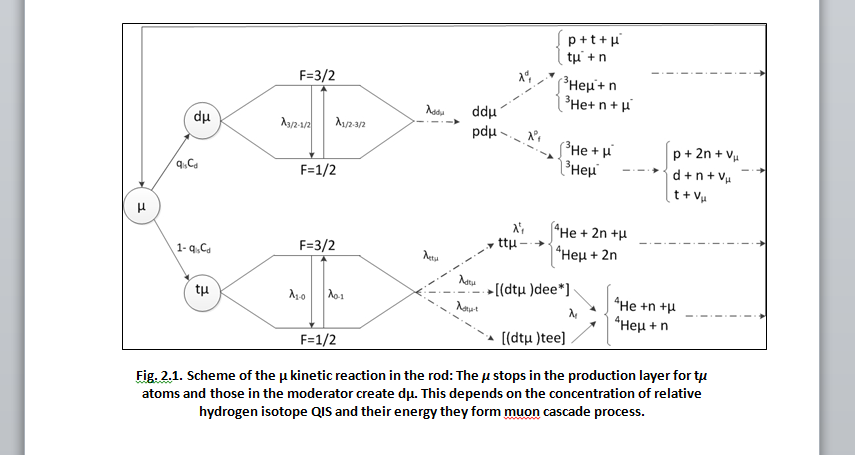 p + t + μ⁻
tμ⁻ + n
F=3/2
λᵈf
³Heμ⁻+ n
³He+ n + μ⁻
dμ
λ3/2-1/2
λ1/2-3/2
λddμ
ddμ
pdμ
λᵖf
³He + μ⁻
³Heμ⁻
p + 2n + νμ
d + n + νμ
t + νμ
q₁sCd
F=1/2
μ
1- q₁sCd
F=3/2
λᵗf
⁴He + 2n +μ
ttμ
⁴Heμ + 2n
λttμ
tμ
λ1-0
λ0-1
λdtμ
[(dtμ )dee*]
λdtμ-t
λf
⁴He +n +μ
⁴Heμ + n
F=1/2
[(dtμ )tee]
Fig. 2.1. Scheme of the μ kinetic reaction in the rod: The μ stops in the production layer for tμ
atoms and those in the moderator create dμ. This depends on the concentration of relative
hydrogen isotope QIS and their energy they form muon cascade process.